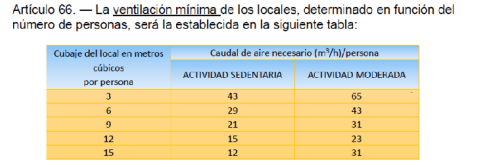 Artículo 66. — La ventilación mínima de los locales, determinado en función del
número de personas, será la establecida en la siguiente tabla:
Cubaje del local en metros
cúbicos
por persona
Caudal de aire necesario (m³/h)/persona
ACTIVIDAD SEDENTARIA ACTIVIDAD MODERADA
3 43 65
6 29 43
9 21 31
12 15 23
15 12 31